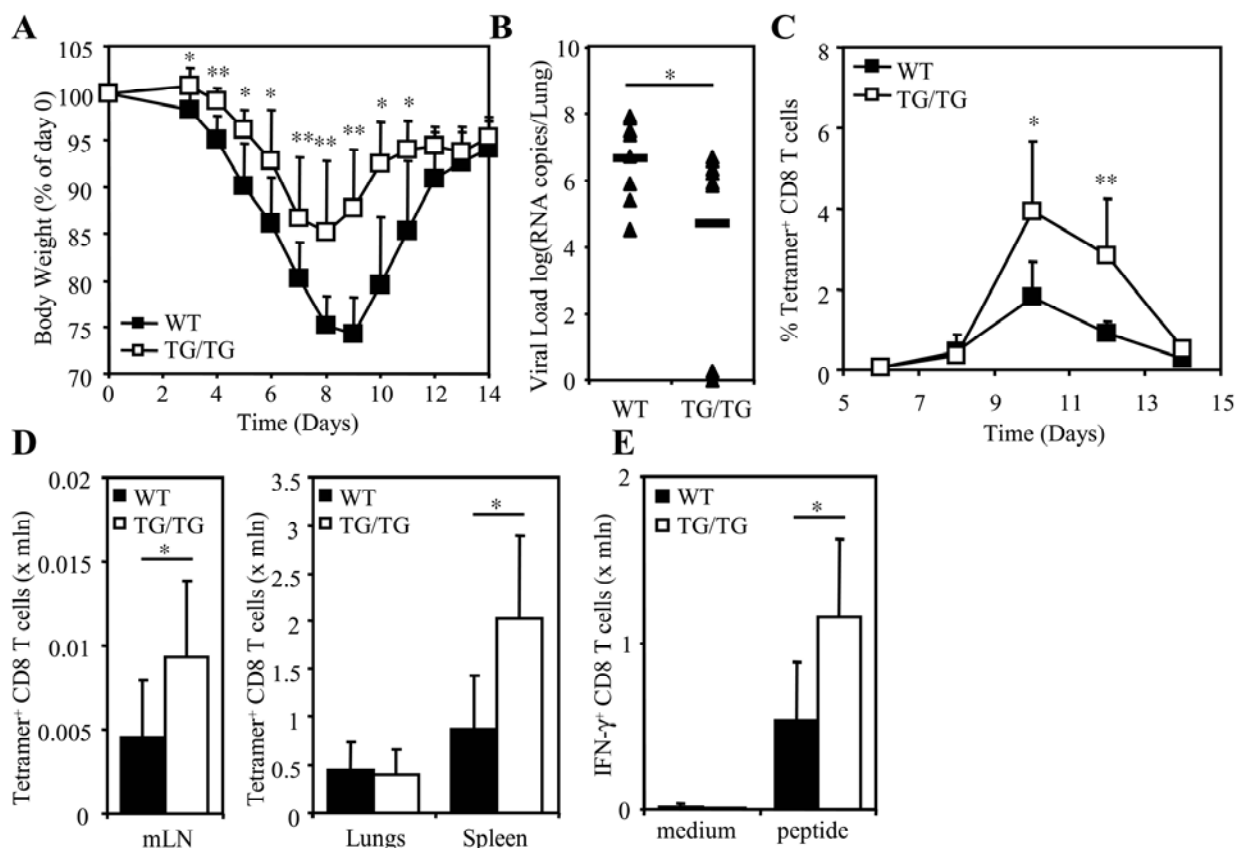 A
105
100
95
90
85
80
75
70
Body Weight (% of day 0)
* ** * * ** ** ** * *
WT
TG/TG
0 2 4 6 8 10 12 14
Time (Days)
B
10
8
6
4
2
0
Viral Load log(RNA copies/Lung)
*
WT TG/TG
C
8
6
4
2
0
% Tetramer⁺ CD8 T cells
WT
TG/TG
*
**
5 7 9 11 13 15
Time (Days)
D
0.02
0.015
0.01
0.005
0
Tetramer⁺ CD8 T cells (x mln)
WT
TG/TG
*
mLN
3.5
3
2.5
2
1.5
1
0.5
0
Tetramer⁺ CD8 T cells (x mln)
WT
TG/TG
*
Lungs Spleen
E
2
1
0
IFN-γ⁺ CD8 T cells (x mln)
WT
TG/TG
*
medium peptide